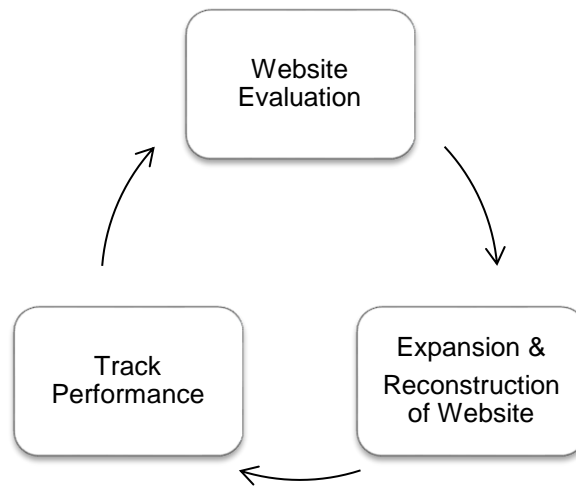 Website
Evaluation
Expansion &
Reconstruction
of Website
Track
Performance